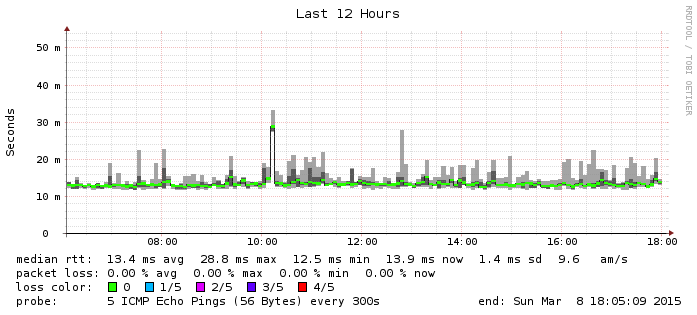 Last 12 Hours
RRDTOOL / TOBI OETIKER
Seconds
50 m
40 m
30 m
20 m
10 m
0
08:00 10:00 12:00 14:00 16:00 18:00
median rtt: 13.4 ms avg 28.8 ms max 12.5 ms min 13.9 ms now 1.4 ms sd 9.6 am/s
packet loss: 0.00 % avg 0.00 % max 0.00 % min 0.00 % now
loss color: 0 1/5 2/5 3/5 4/5
probe: 5 ICMP Echo Pings (56 Bytes) every 300s end: Sun Mar 8 18:05:09 2015